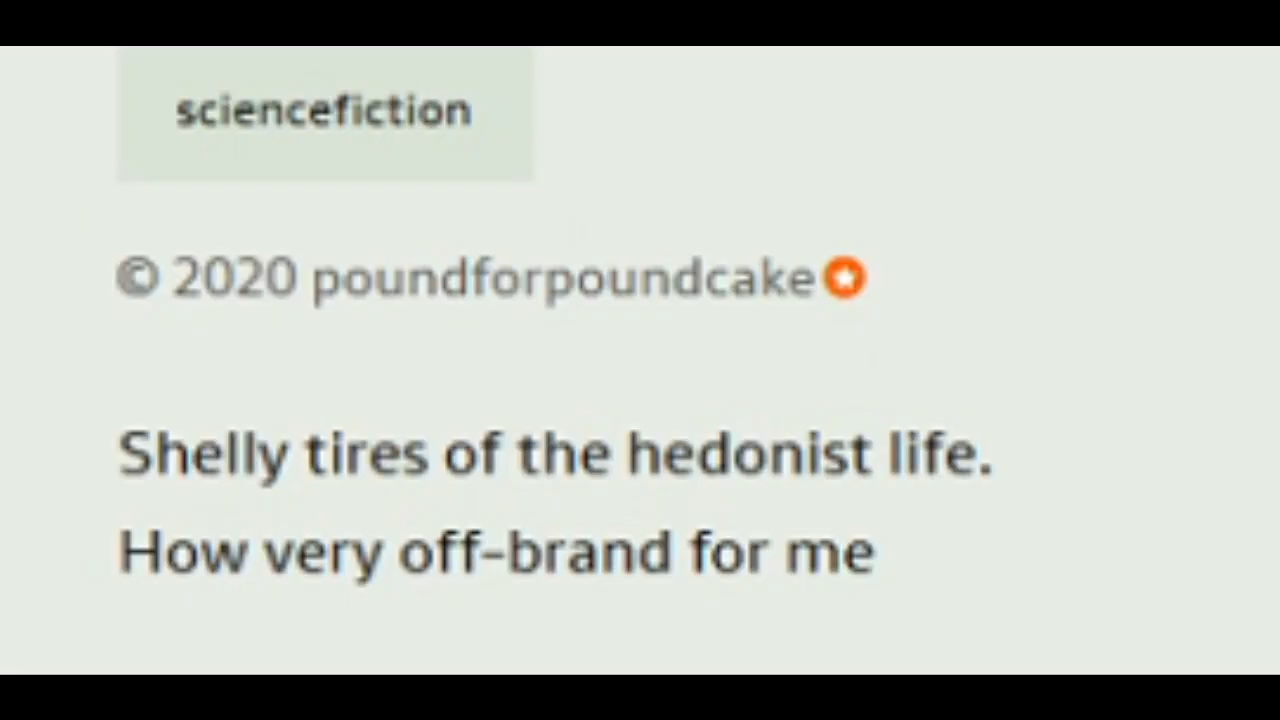 sciencefiction
© 2020 poundforpoundcake
Shelly tires of the hedonist life.
How very off-brand for me